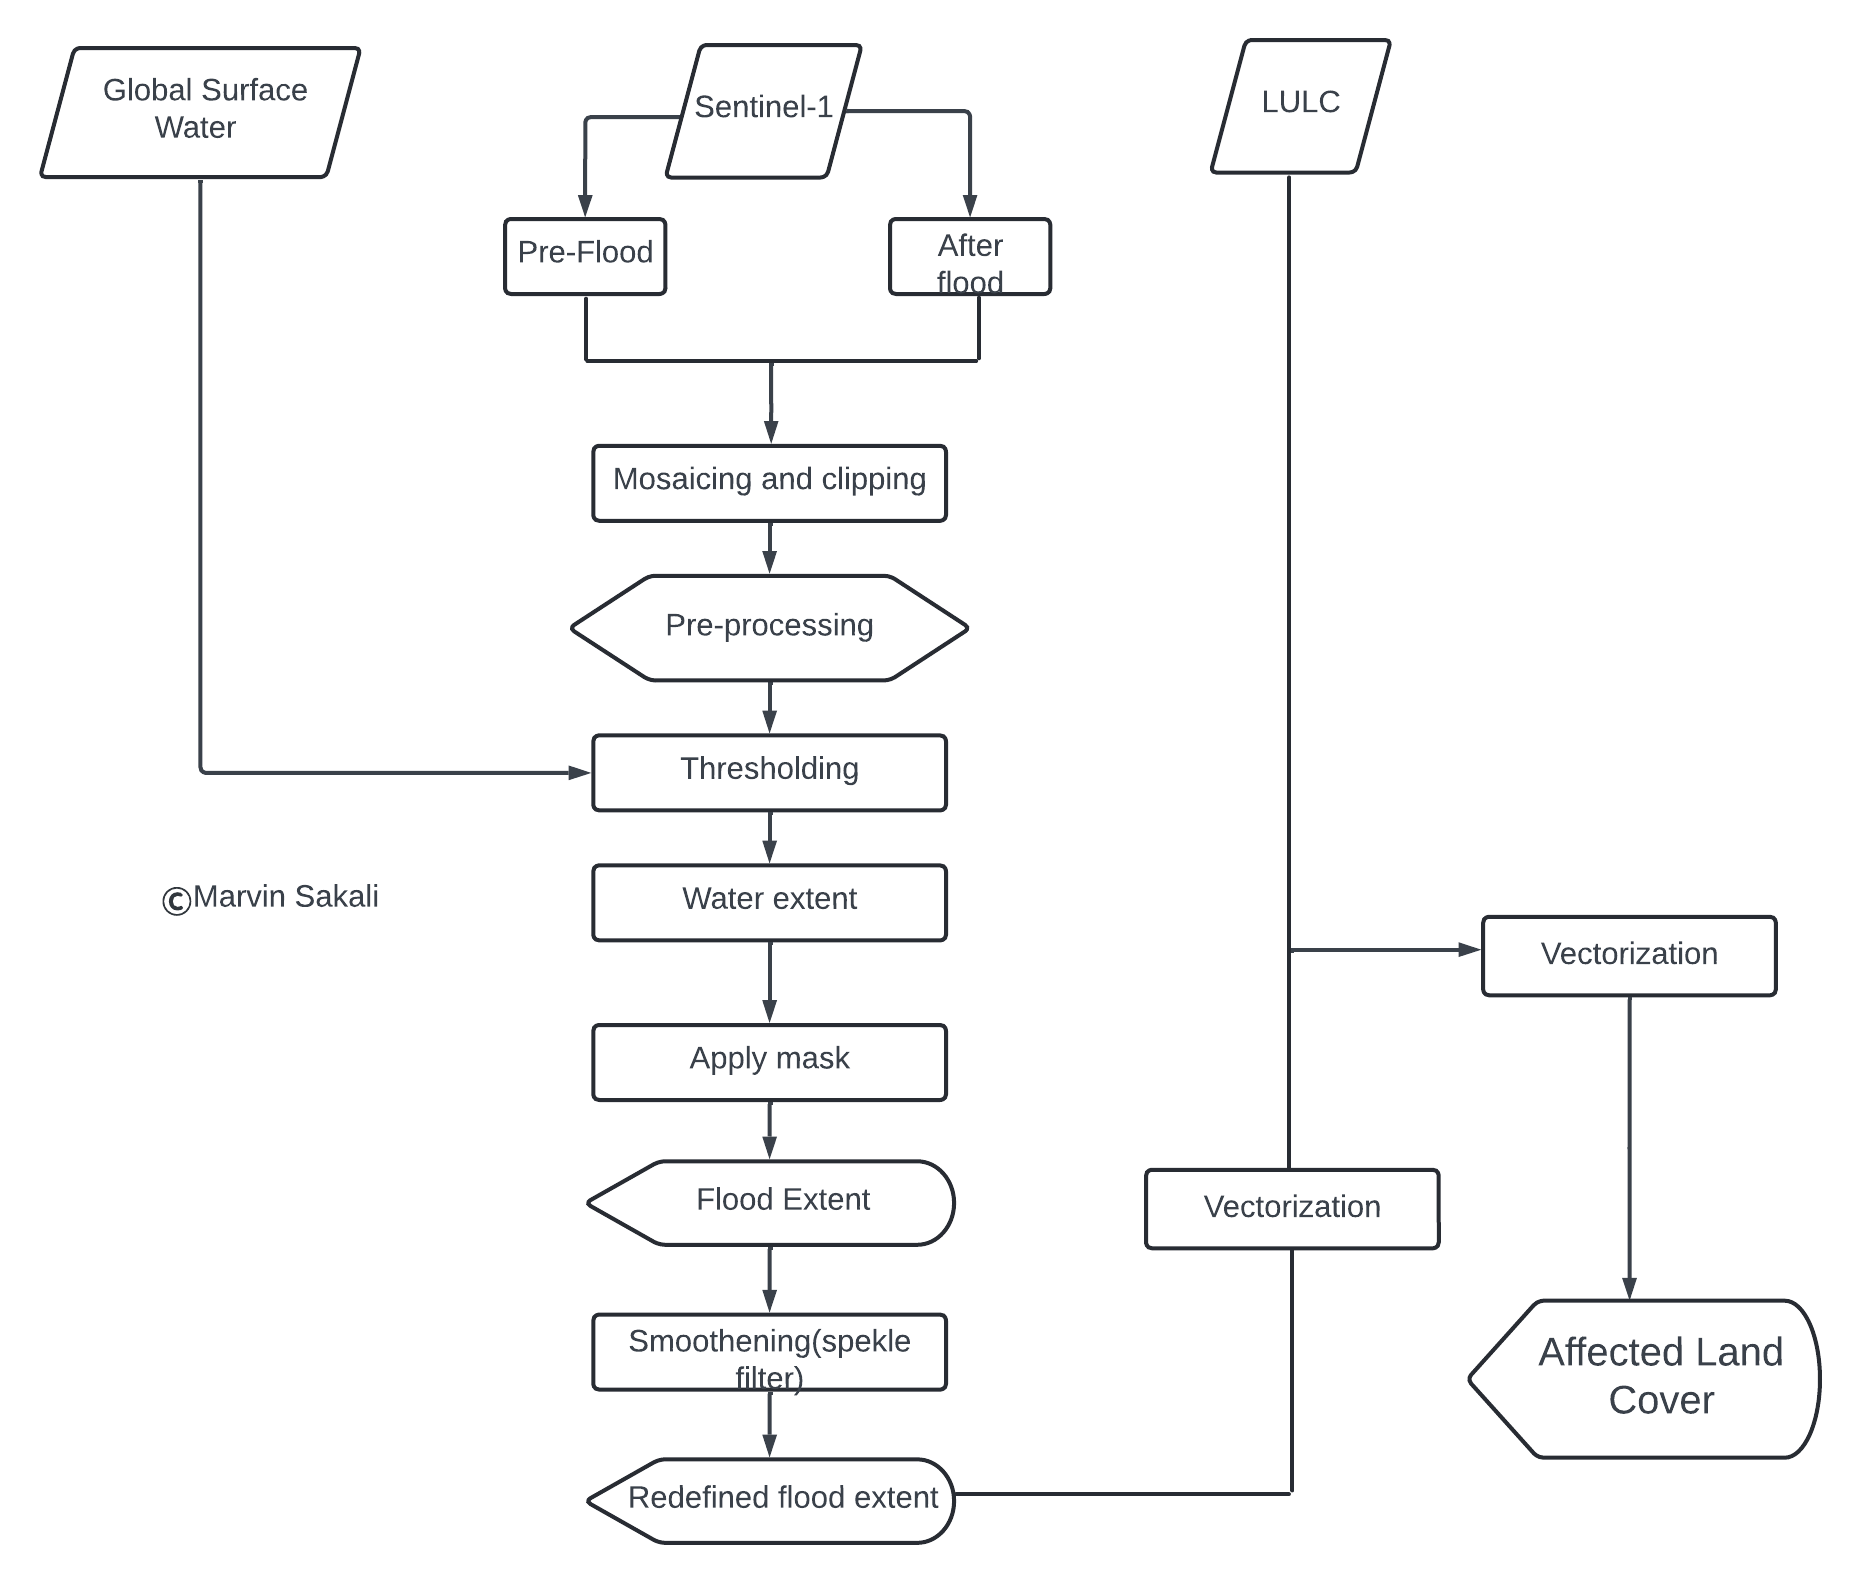 Global Surface
Water
Sentinel-1
LULC
Pre-Flood
After
flood
Mosaicing and clipping
Pre-processing
Thresholding
Water extent
©Marvin Sakali
Vectorization
Apply mask
Flood Extent
Vectorization
Smoothening(spekle
filter)
Affected Land
Cover
Redefined flood extent